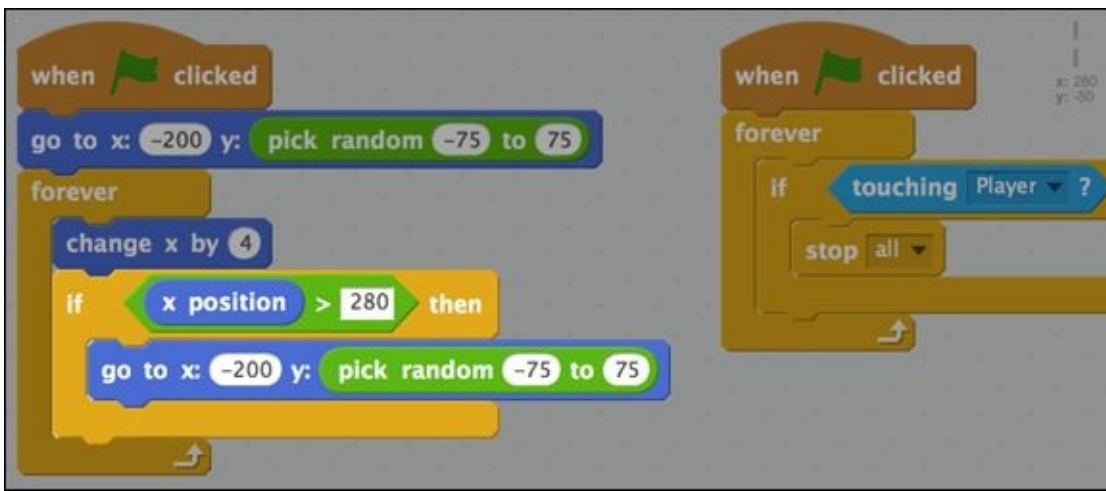 when clicked
go to x: -200 y: pick random -75 to 75
forever
change x by 4
if x position > 280 then
go to x: -200 y: pick random -75 to 75
when clicked
forever
if touching Player ?
stop all
x: 280
y: -50